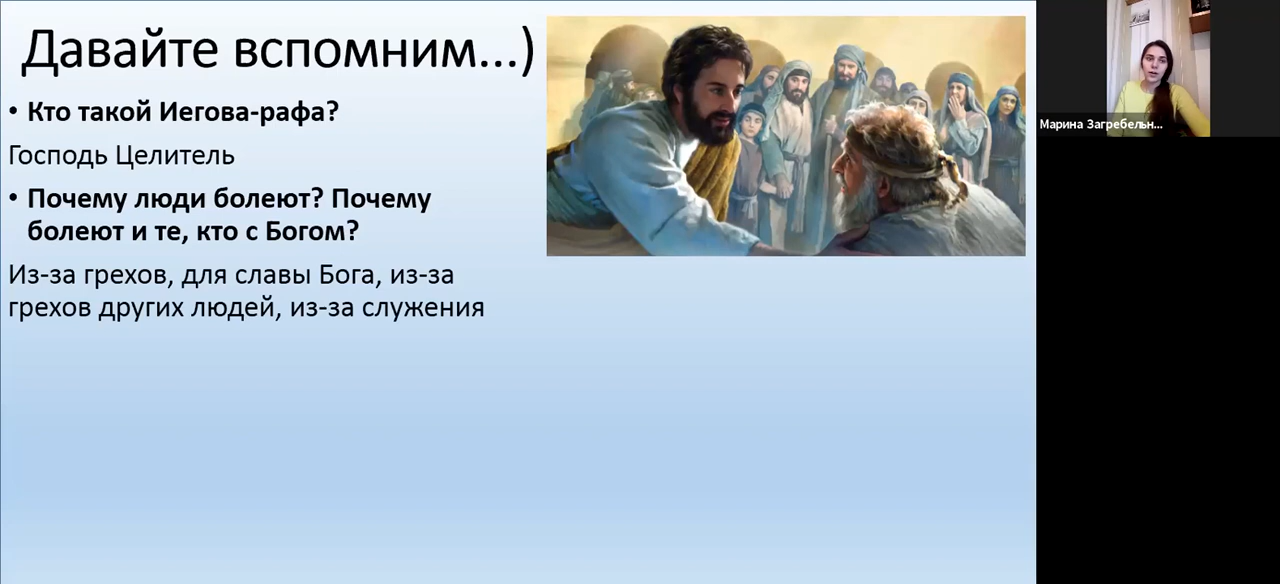 Давайте вспомним...)
• Кто такой Иегова-рафа?
Господь Целитель
• Почему люди болеют? Почему
болеют и те, кто с Богом?
Из-за грехов, для славы Бога, из-за
грехов других людей, из-за служения
Марина Загребельн...